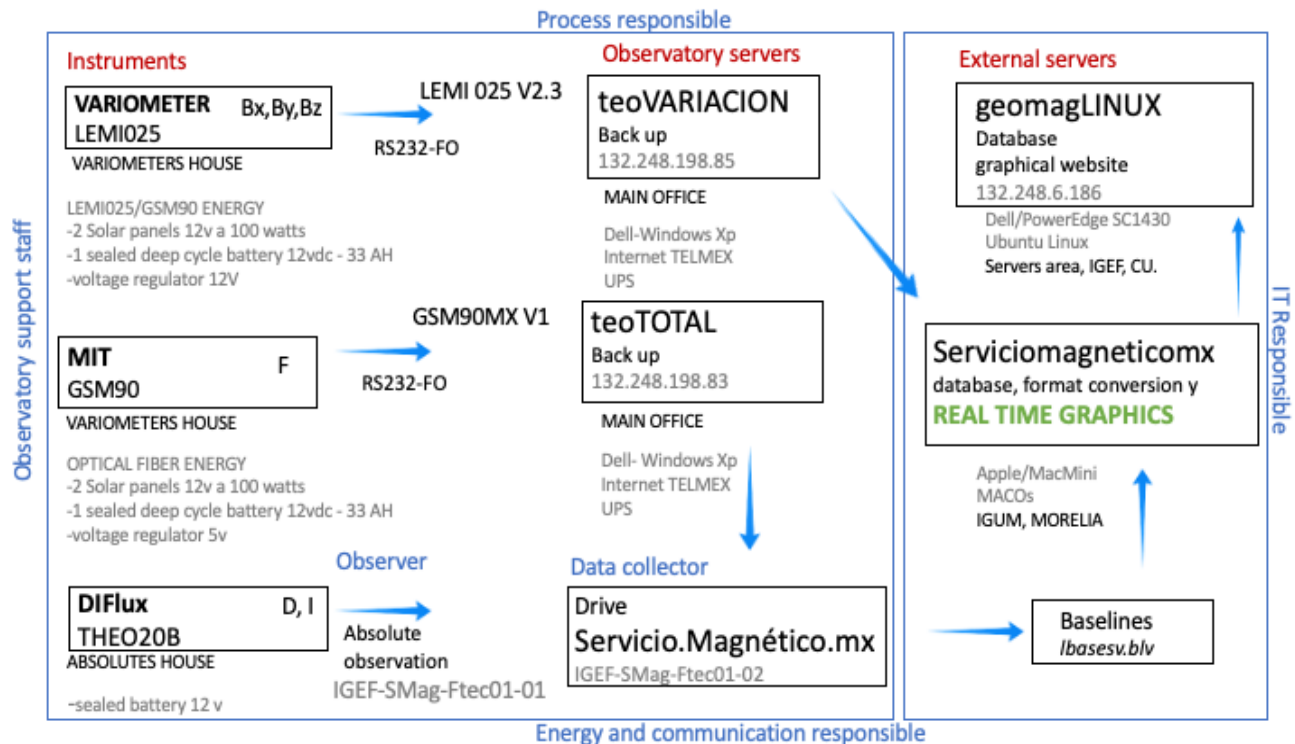 Process responsible
Observatory support staff
Instruments
VARIOMETER Bx,By,Bz
LEMI025
VARIOMETERS HOUSE
LEMI025/GSM90 ENERGY
-2 Solar panels 12v a 100 watts
-1 sealed deep cycle battery 12vdc - 33 AH
-voltage regulator 12V
MIT F
GSM90
VARIOMETERS HOUSE
OPTICAL FIBER ENERGY
-2 Solar panels 12v a 100 watts
-1 sealed deep cycle battery 12vdc - 33 AH
-voltage regulator 5v
DIFlux D, I
THEO20B
ABSOLUTES HOUSE
-sealed battery 12 v
LEMI 025 V2.3
RS232-FO
GSM90MX V1
RS232-FO
Observer
Absolute
observation
IGEF-SMag-Ftec01-01
Observatory servers
teoVARIACION
Back up
132.248.198.85
MAIN OFFICE
Dell-Windows Xp
Internet TELMEX
UPS
teoTOTAL
Back up
132.248.198.83
MAIN OFFICE
Dell- Windows Xp
Internet TELMEX
UPS
Data collector
Drive
Servicio.Magnético.mx
IGEF-SMag-Ftec01-02
External servers
geomagLINUX
Database
graphical website
132.248.6.186
Dell/PowerEdge SC1430
Ubuntu Linux
Servers area, IGEF, CU.
Serviciomagneticomx
database, format conversion y
REAL TIME GRAPHICS
Apple/MacMini
MACOs
IGUM, MORELIA
Baselines
lbasesv.blv
IT Responsible
Energy and communication responsible